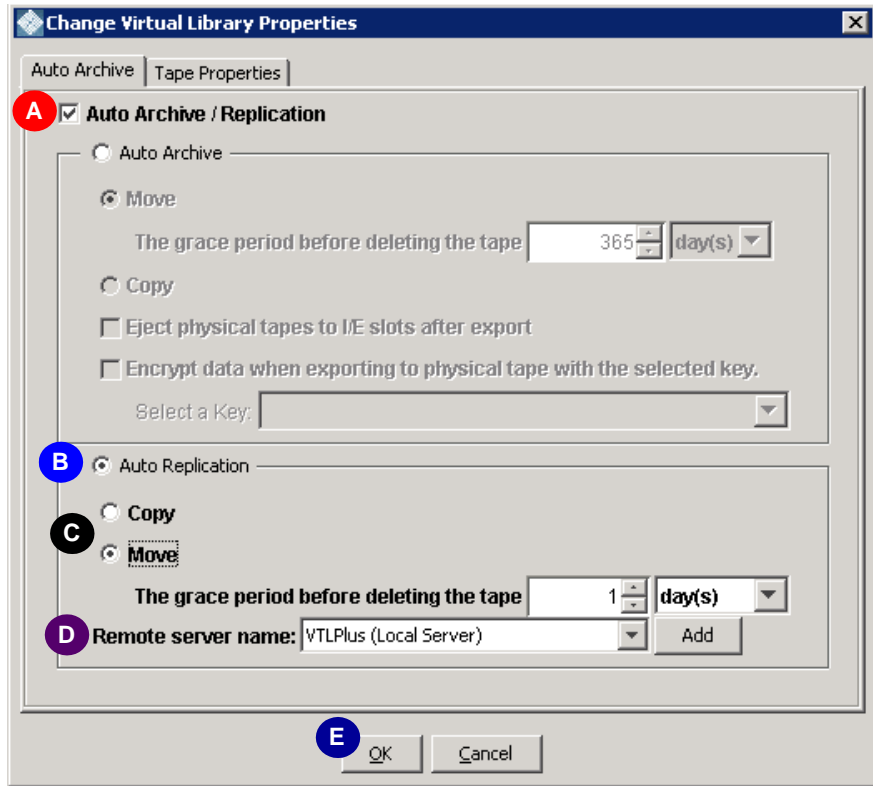 Change Virtual Library Properties
Auto Archive Tape Properties
A Auto Archive / Replication
Auto Archive
Move
The grace period before deleting the tape 365 day(s)
Copy
Eject physical tapes to I/E slots after export
Encrypt data when exporting to physical tape with the selected key.
Select a Key:
B Auto Replication
Copy
C
Move
The grace period before deleting the tape 1 day(s)
D Remote server name: VTLPlus (Local Server) Add
E OK Cancel